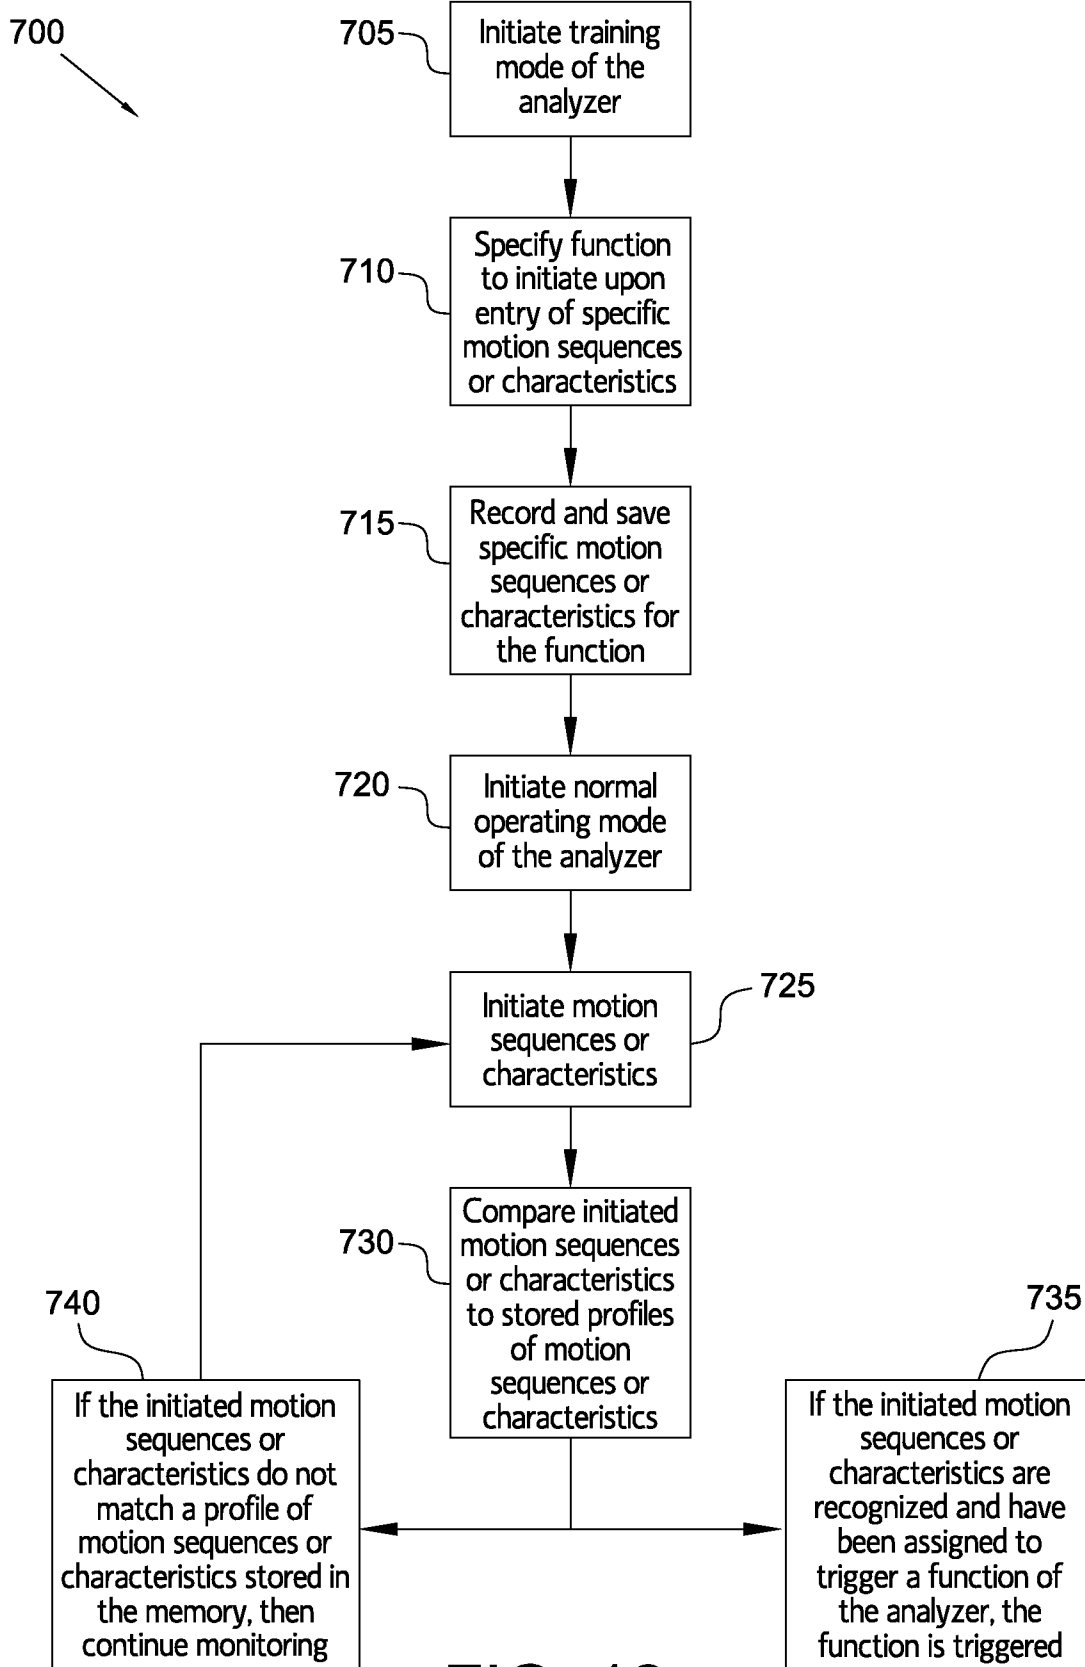 700
705
Initiate training
mode of the
analyzer
710
Specify function
to initiate upon
entry of specific
motion sequences
or characteristics
715
Record and save
specific motion
sequences or
characteristics for
the function
720
Initiate normal
operating mode
of the analyzer
725
Initiate motion
sequences or
characteristics
730
Compare initiated
motion sequences
or characteristics
to stored profiles
of motion
sequences or
characteristics
740
If the initiated motion
sequences or
characteristics do not
match a profile of
motion sequences or
characteristics stored in
the memory, then
continue monitoring
735
If the initiated motion
sequences or
characteristics are
recognized and have
been assigned to
trigger a function of
the analyzer, the
function is triggered